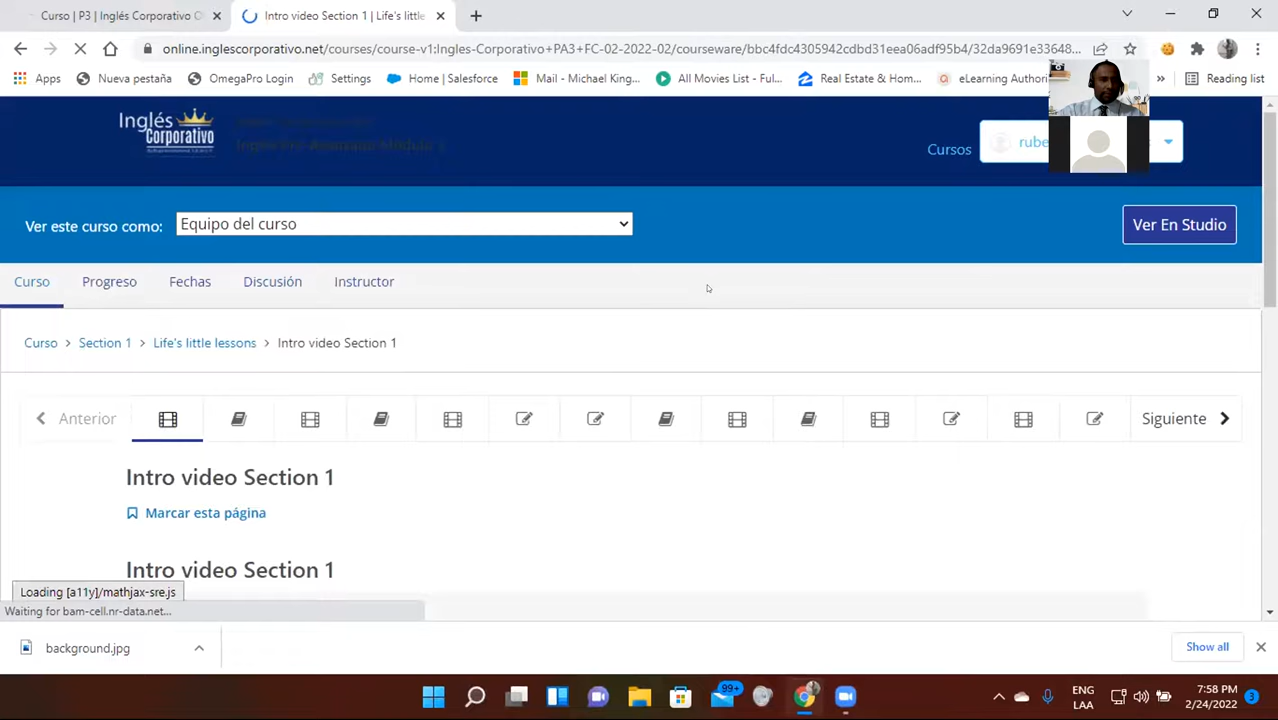 Curso | P3 | Inglés Corporativo O
Intro video Section 1 | Life's little
online.inglescorporativo.net/courses/course-v1:Ingles-Corporativo+PA3+FC-02-2022-02/courseware/bbc4fdc4305942cdbd31eea06adf95b4/32da9691e33648...
Apps
Nueva pestaña
OmegaPro Login
Settings
Home | Salesforce
Mail - Michael King...
All Movies List - Ful...
Real Estate & Hom...
eLearning Authori
»
Reading list
Inglés
Corporativo
Cursos
rube
Ver este curso como:
Equipo del curso
Ver En Studio
Curso
Progreso
Fechas
Discusión
Instructor
Curso > Section 1 > Life's little lessons > Intro video Section 1
Anterior
Siguiente
Intro video Section 1
Marcar esta página
Intro video Section 1
Loading [a11y]/mathjax-sre.js
Waiting for bam-cell.nr-data.net...
background.jpg
Show all
99+
ENG
LAA
7:58 PM
2/24/2022
3